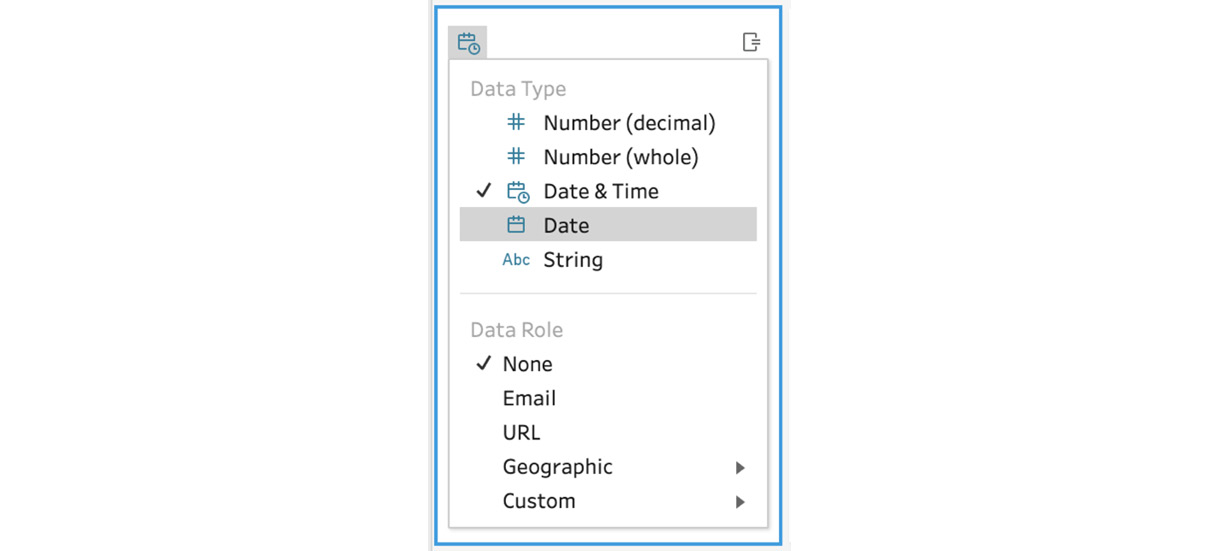 Data Type
Number (decimal)
Number (whole)
Date & Time
Date
Abc String
Data Role
None
Email
URL
Geographic
Custom